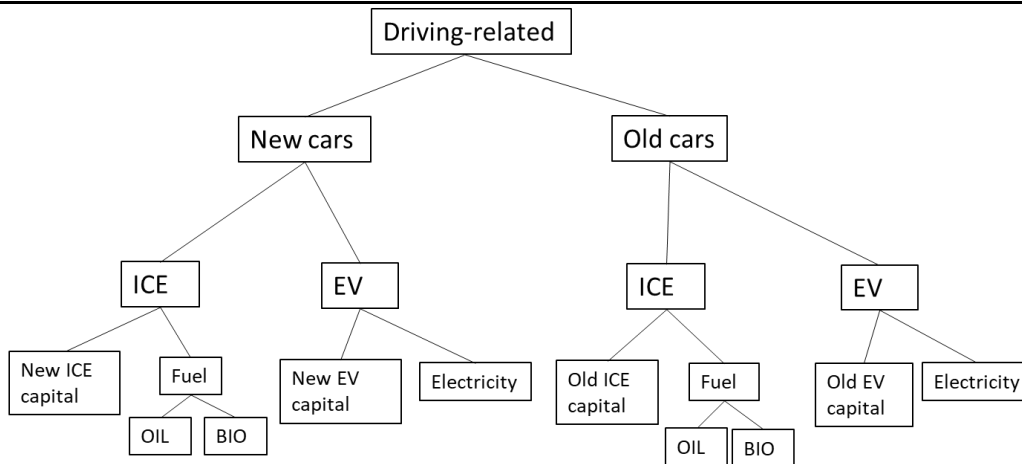 Driving-related
New cars
Old cars
ICE
EV
ICE
EV
New ICE
capital
Fuel
New EV
capital
Electricity
Old ICE
capital
Fuel
Old EV
capital
Electricity
OIL
BIO
OIL
BIO